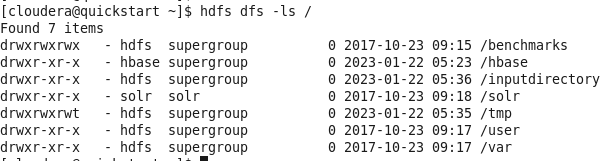 [cloudera@quickstart ~]$ hdfs dfs -ls /
Found 7 items
drwxrwxrwx   - hdfs  supergroup          0 2017-10-23 09:15 /benchmarks
drwxr-xr-x   - hbase supergroup          0 2023-01-22 05:23 /hbase
drwxr-xr-x   - hdfs  supergroup          0 2023-01-22 05:36 /inputdirectory
drwxr-xr-x   - solr  solr                0 2017-10-23 09:18 /solr
drwxrwxrwt   - hdfs  supergroup          0 2023-01-22 05:35 /tmp
drwxr-xr-x   - hdfs  supergroup          0 2017-10-23 09:17 /user
drwxr-xr-x   - hdfs  supergroup          0 2017-10-23 09:17 /var
[cloudera@quickstart ~]$